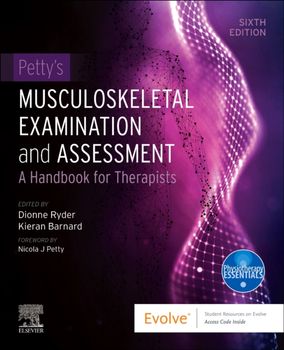 SIXTH
EDITION
Petty's
MUSCULOSKELETAL
EXAMINATION
and ASSESSMENT
A Handbook for Therapists
EDITED BY
Dionne Ryder
Kieran Barnard
FOREWORD BY
Nicola J Petty
Physiotherapy
ESSENTIALS
ELSEVIER
Evolve
Student Resources on Evolve
Access Code Inside